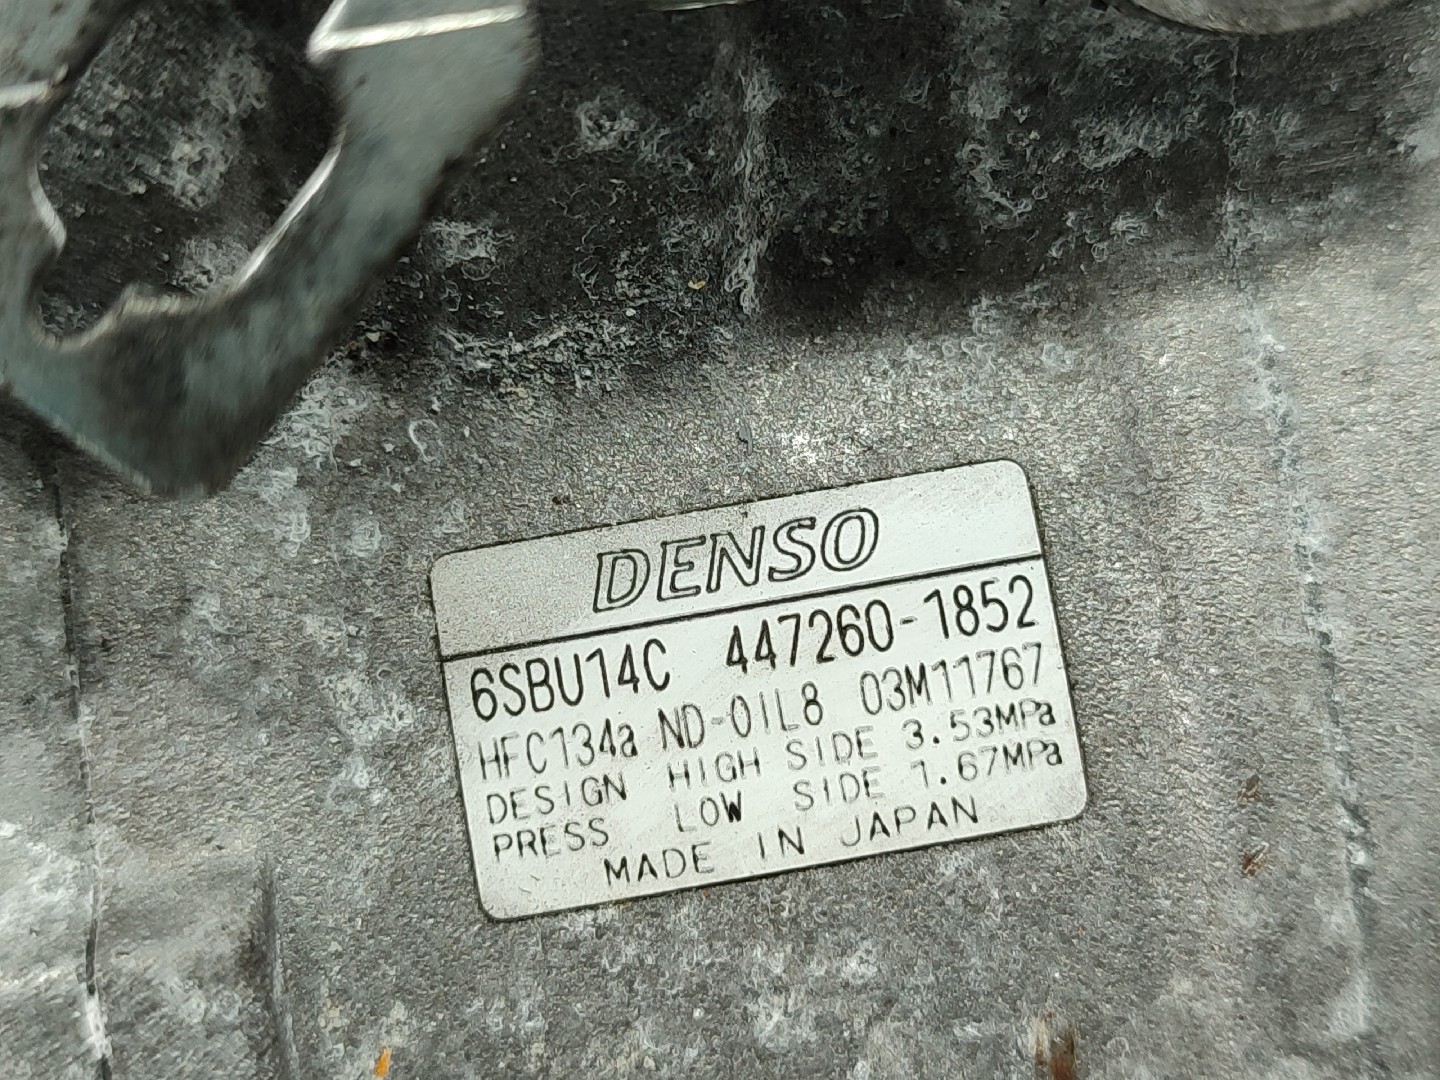 DENSO
6SBU14C 447260-1852
HFC134a ND-OIL8 03M11767
DESIGN HIGH SIDE 3.53MPa
PRESS LOW SIDE 1.67MPa
MADE IN JAPAN